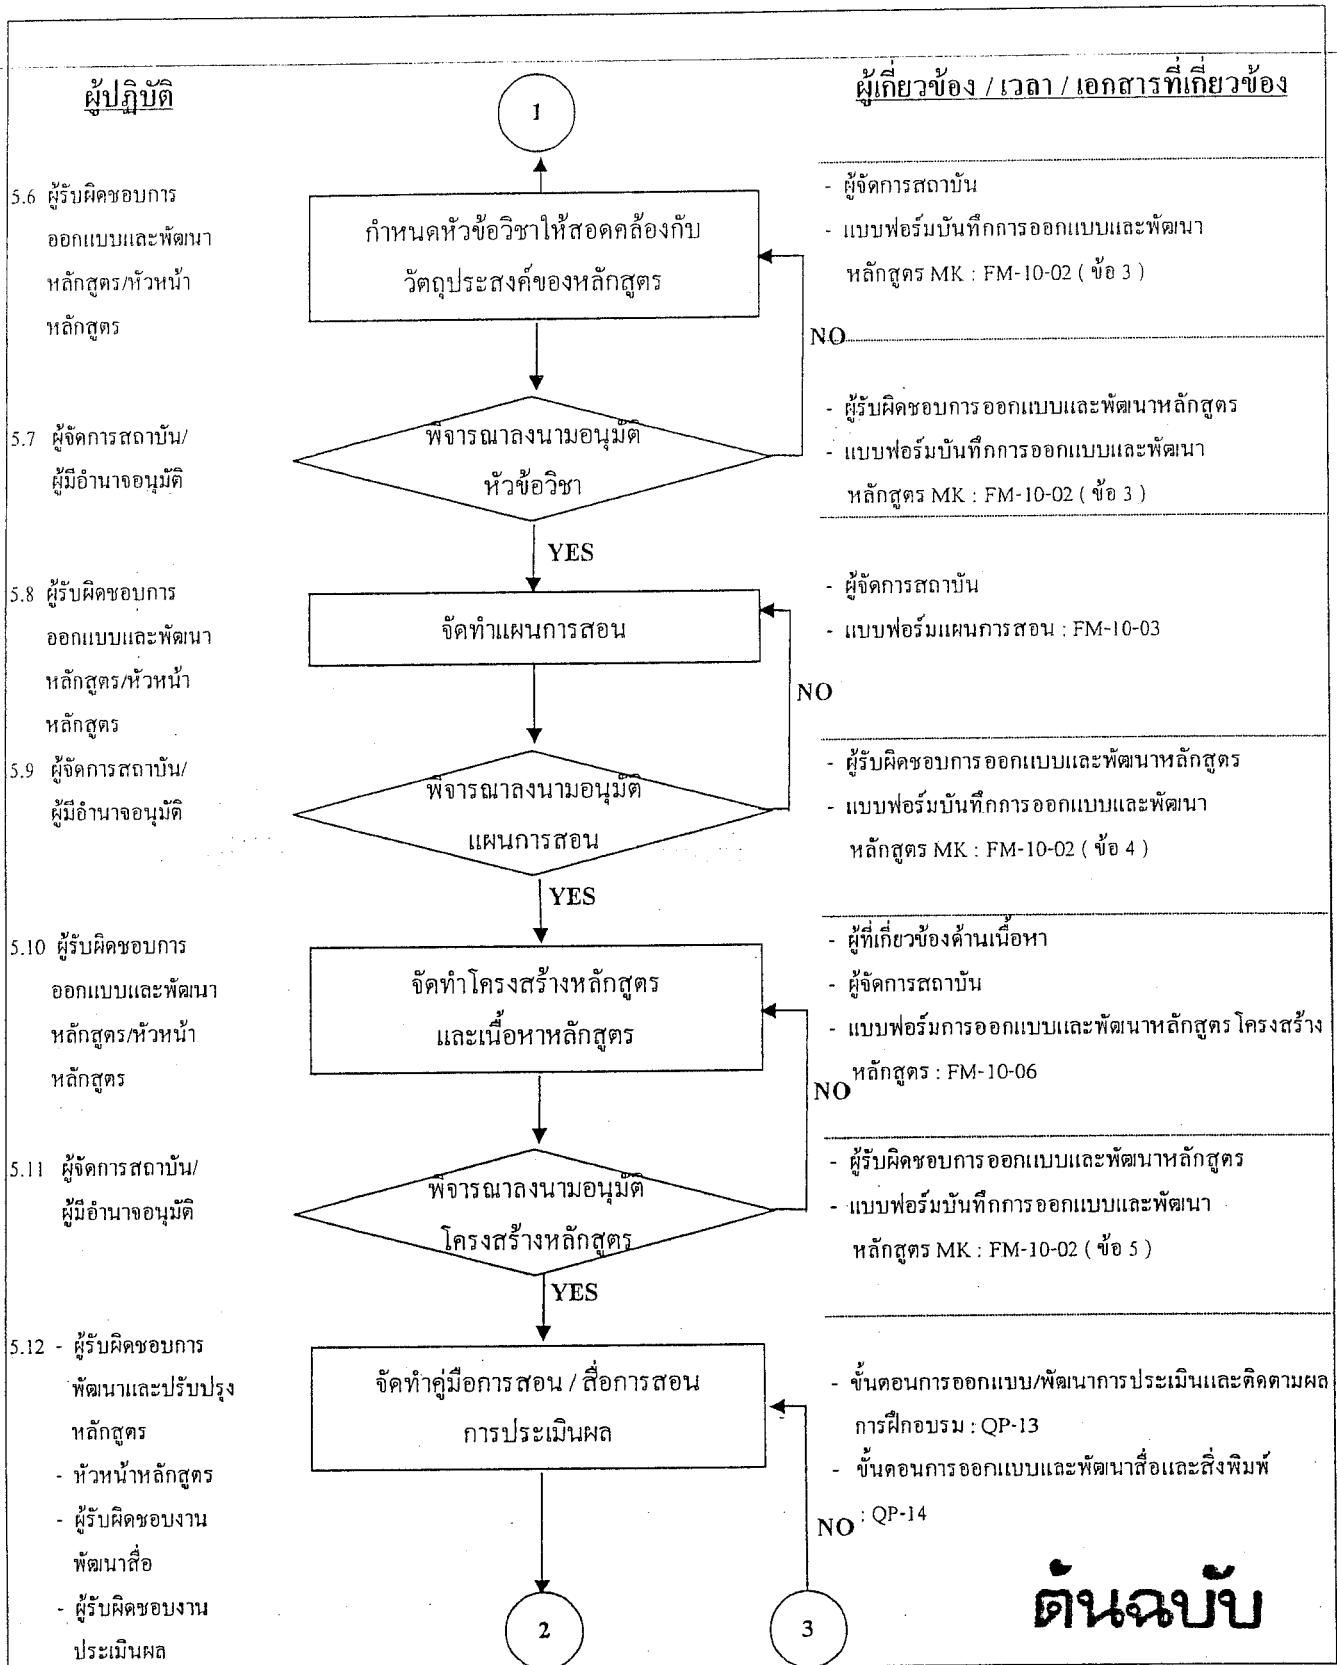 ผู้ปฏิบัติ
ผู้เกี่ยวข้อง / เวลา / เอกสารที่เกี่ยวข้อง
1
5.6 ผู้รับผิดชอบการ
ออกแบบและพัฒนา
หลักสูตร/หัวหน้า
หลักสูตร
กำหนดหัวข้อวิชาให้สอดคล้องกับ
วัตถุประสงค์ของหลักสูตร
- ผู้จัดการสถาบัน
- แบบฟอร์มบันทึกการออกแบบและพัฒนา
หลักสูตร MK : FM-10-02 ( ข้อ 3 )
NO
5.7 ผู้จัดการสถาบัน/
ผู้มีอำนาจอนุมัติ
พิจารณาลงนามอนุมัติ
หัวข้อวิชา
- ผู้รับผิดชอบการออกแบบและพัฒนาหลักสูตร
- แบบฟอร์มบันทึกการออกแบบและพัฒนา
หลักสูตร MK : FM-10-02 ( ข้อ 3 )
YES
5.8 ผู้รับผิดชอบการ
ออกแบบและพัฒนา
หลักสูตร/หัวหน้า
หลักสูตร
จัดทำแผนการสอน
- ผู้จัดการสถาบัน
- แบบฟอร์มแผนการสอน : FM-10-03
NO
5.9 ผู้จัดการสถาบัน/
ผู้มีอำนาจอนุมัติ
พิจารณาลงนามอนุมัติ
แผนการสอน
- ผู้รับผิดชอบการออกแบบและพัฒนาหลักสูตร
- แบบฟอร์มบันทึกการออกแบบและพัฒนา
หลักสูตร MK : FM-10-02 ( ข้อ 4 )
YES
5.10 ผู้รับผิดชอบการ
ออกแบบและพัฒนา
หลักสูตร/หัวหน้า
หลักสูตร
จัดทำโครงสร้างหลักสูตร
และเนื้อหาหลักสูตร
- ผู้ที่เกี่ยวข้องด้านเนื้อหา
- ผู้จัดการสถาบัน
- แบบฟอร์มการออกแบบและพัฒนาหลักสูตร โครงสร้าง
หลักสูตร : FM-10-06
NO
5.11 ผู้จัดการสถาบัน/
ผู้มีอำนาจอนุมัติ
พิจารณาลงนามอนุมัติ
โครงสร้างหลักสูตร
- ผู้รับผิดชอบการออกแบบและพัฒนาหลักสูตร
- แบบฟอร์มบันทึกการออกแบบและพัฒนา
หลักสูตร MK : FM-10-02 ( ข้อ 5 )
YES
5.12 - ผู้รับผิดชอบการ
พัฒนาและปรับปรุง
หลักสูตร
- หัวหน้าหลักสูตร
- ผู้รับผิดชอบงาน
พัฒนาสื่อ
- ผู้รับผิดชอบงาน
ประเมินผล
จัดทำคู่มือการสอน / สื่อการสอน
การประเมินผล
- ขั้นตอนการออกแบบ/พัฒนาการประเมินและติดตามผล
การฝึกอบรม : QP-13
- ขั้นตอนการออกแบบและพัฒนาสื่อและสิ่งพิมพ์
: QP-14
NO
2
3
ต้นฉบับ